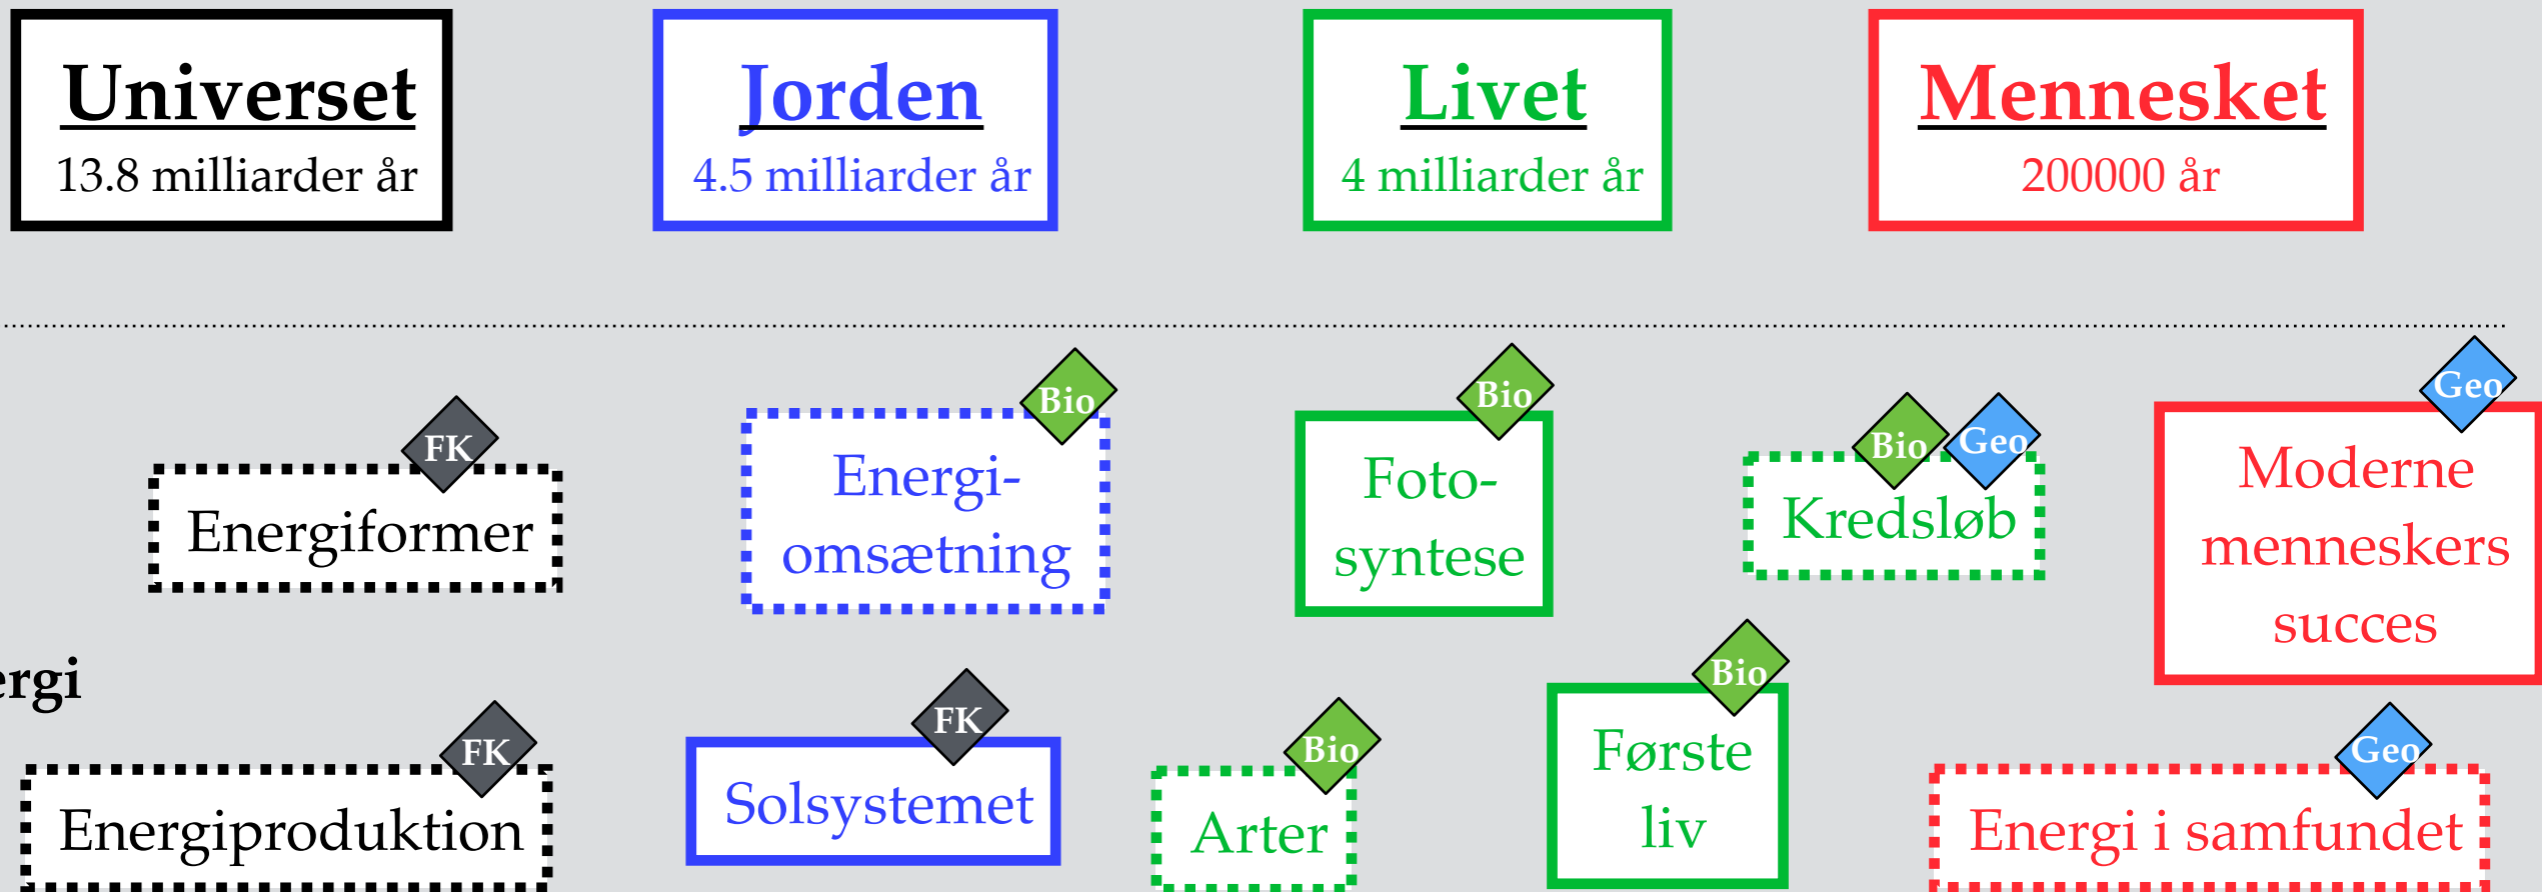 Universet
13.8 milliarder år
Jorden
4.5 milliarder år
Livet
4 milliarder år
Mennesket
200000 år
FK
Energiformer
Bio
Energi-
omsætning
Bio
Foto-
syntese
Bio
Geo
Kredsløb
Geo
Moderne
menneskers
succes
ergi
FK
Energiproduktion
FK
Solsystemet
Bio
Arter
Bio
Første
liv
Geo
Energi i samfundet